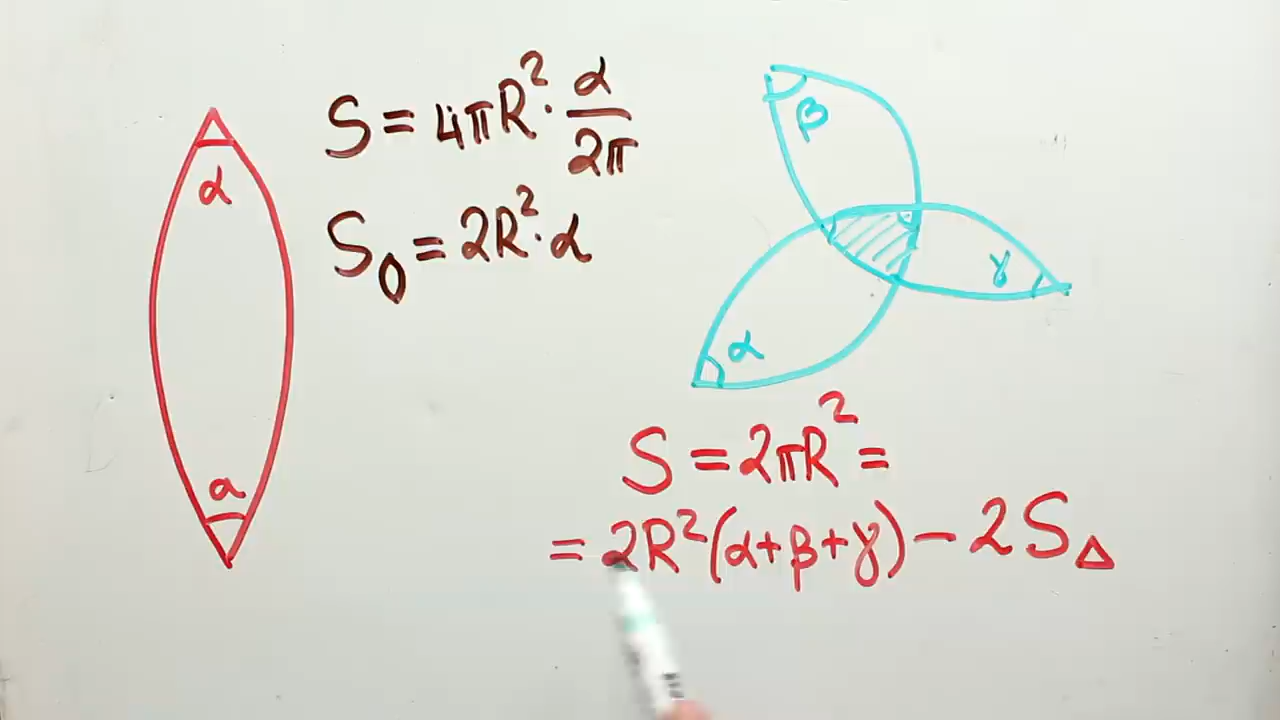 α
α
S = 4πR² · α/2π
S₀ = 2R² · α
β
γ
α
S = 2πR² =
= 2R²(α+β+γ) - 2S△